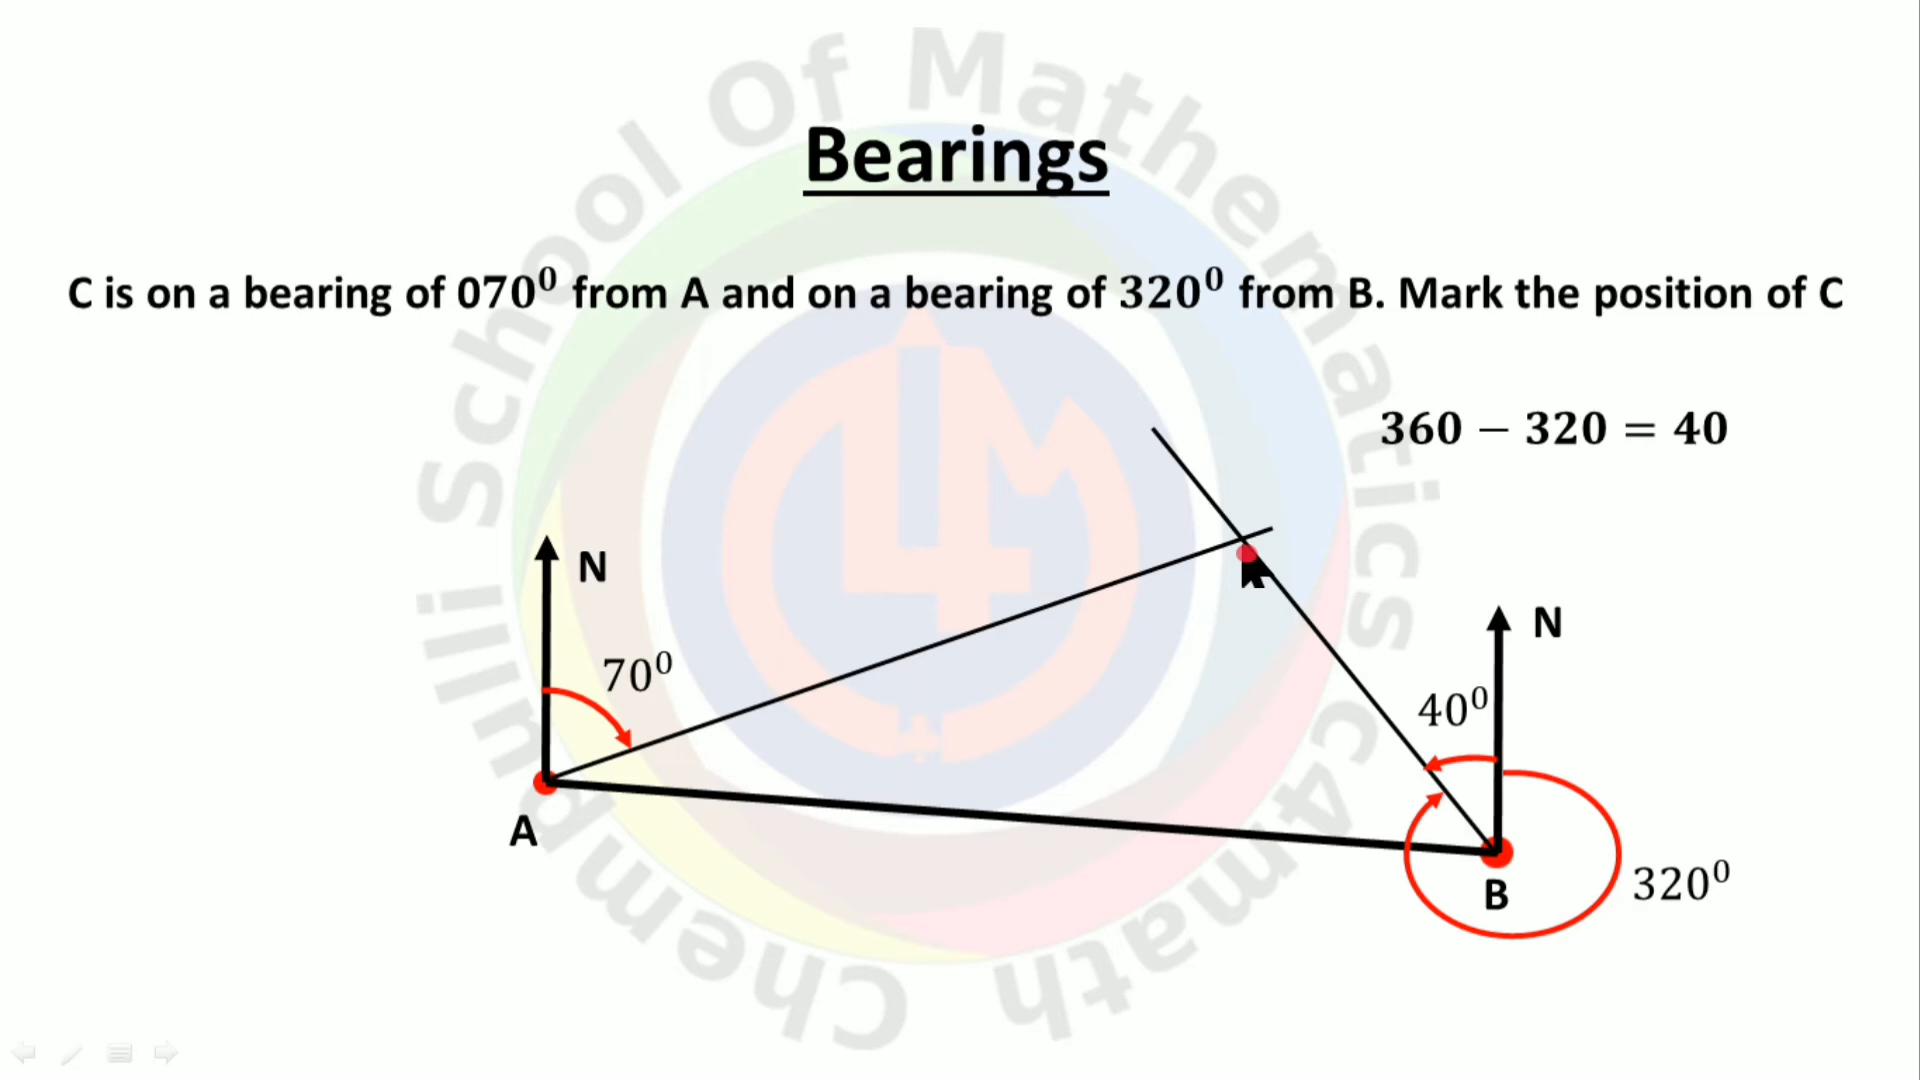 Chempulli School Of Mathematics c4math
Bearings
C is on a bearing of 070⁰ from A and on a bearing of 320⁰ from B. Mark the position of C
360 − 320 = 40
N
N
70⁰
40⁰
A
B
320⁰